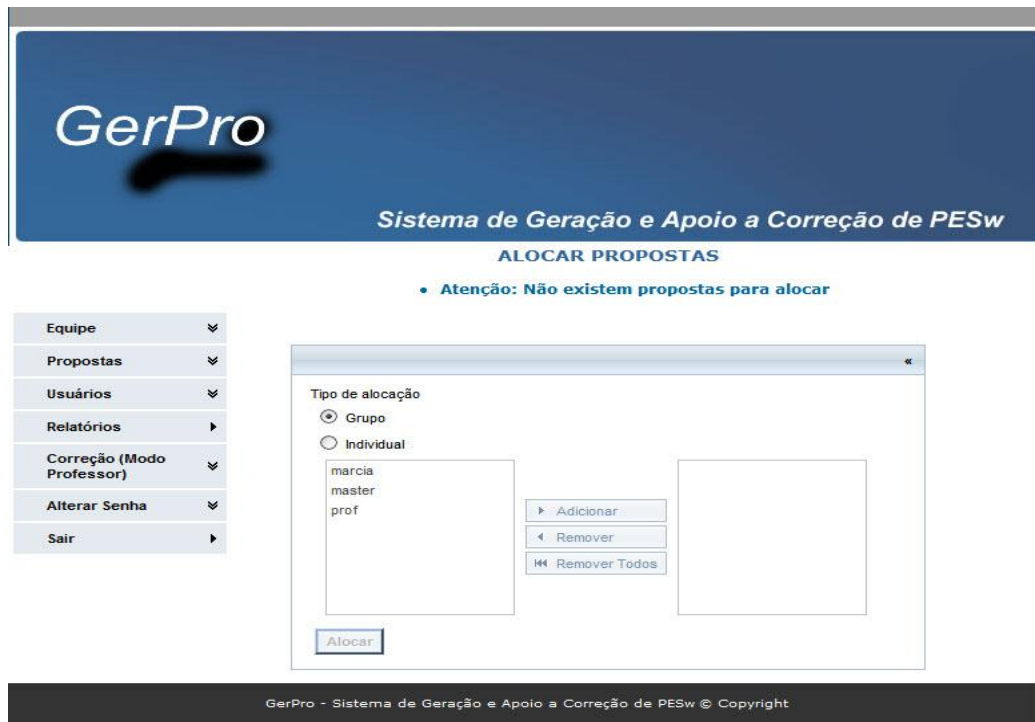 GerPro
Sistema de Geração e Apoio a Correção de PESw
ALOCAR PROPOSTAS
• Atenção: Não existem propostas para alocar
Equipe
Propostas
Usuários
Relatórios
Correção (Modo
Professor)
Alterar Senha
Sair
«
Tipo de alocação
Grupo
Individual
marcia
master
prof
Adicionar
Remover
Remover Todos
Alocar
GerPro - Sistema de Geração e Apoio a Correção de PESw © Copyright